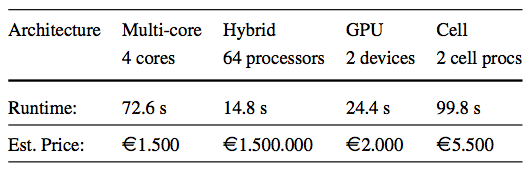 Architecture Multi-core Hybrid GPU Cell
4 cores 64 processors 2 devices 2 cell procs
Runtime: 72.6 s 14.8 s 24.4 s 99.8 s
Est. Price: €1.500 €1.500.000 €2.000 €5.500